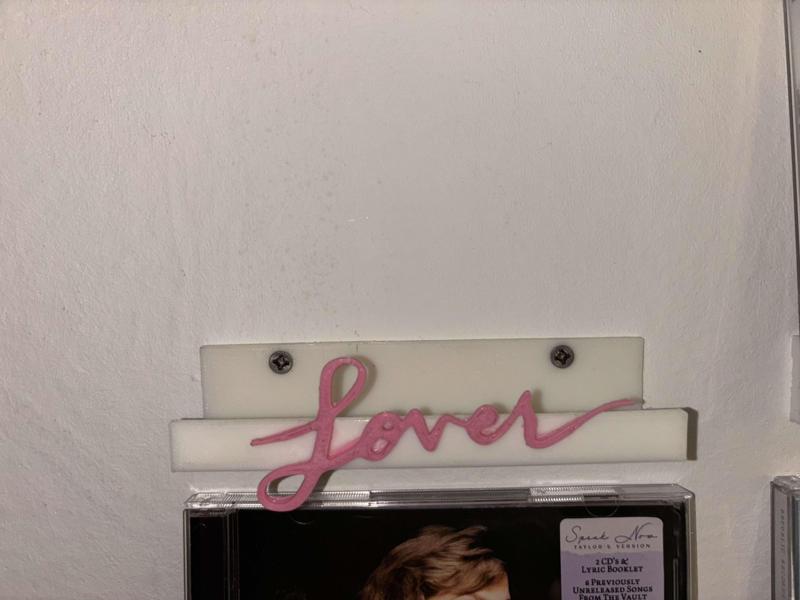 Lover
Speak Now
TAYLOR'S VERSION
2 CD'S &
LYRIC BOOKLET
6 PREVIOUSLY
UNRELEASED SONGS
FROM THE VAULT